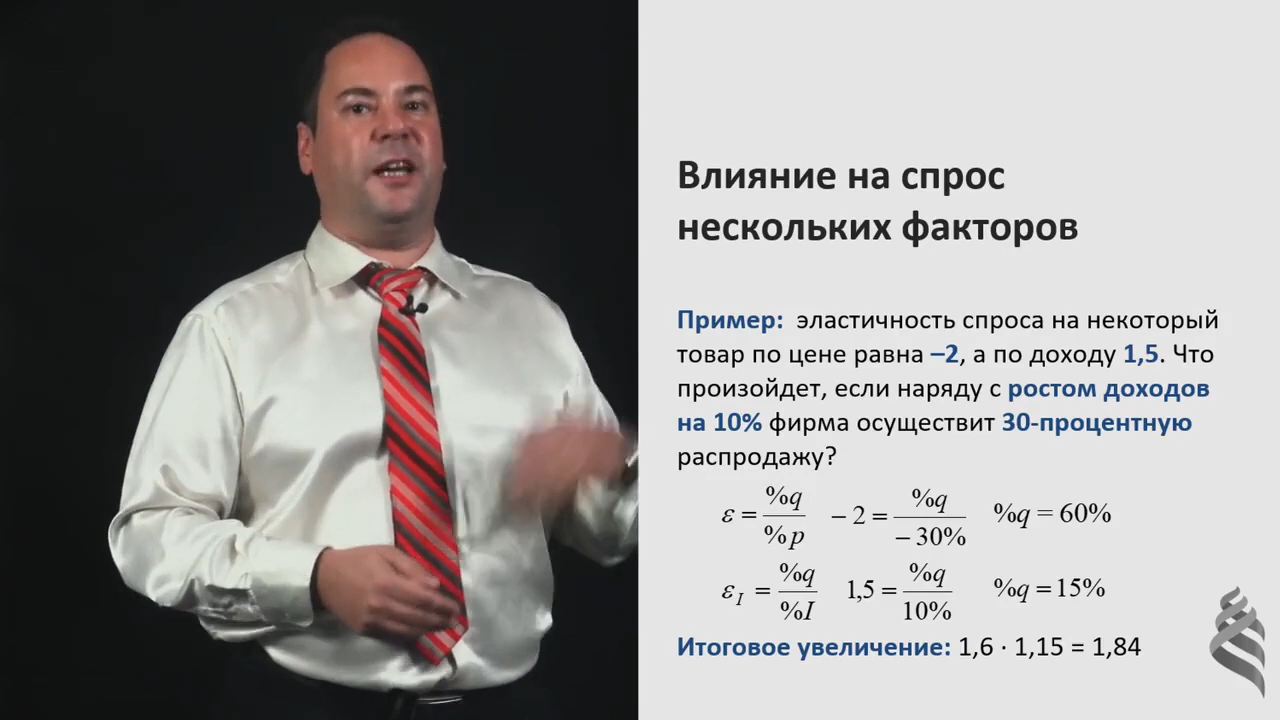 Влияние на спрос
нескольких факторов
Пример: эластичность спроса на некоторый
товар по цене равна –2, а по доходу 1,5. Что
произойдет, если наряду с ростом доходов
на 10% фирма осуществит 30-процентную
распродажу?
ε = %q / %p − 2 = %q / − 30% %q = 60%
ε_I = %q / %I 1,5 = %q / 10% %q = 15%
Итоговое увеличение: 1,6 · 1,15 = 1,84